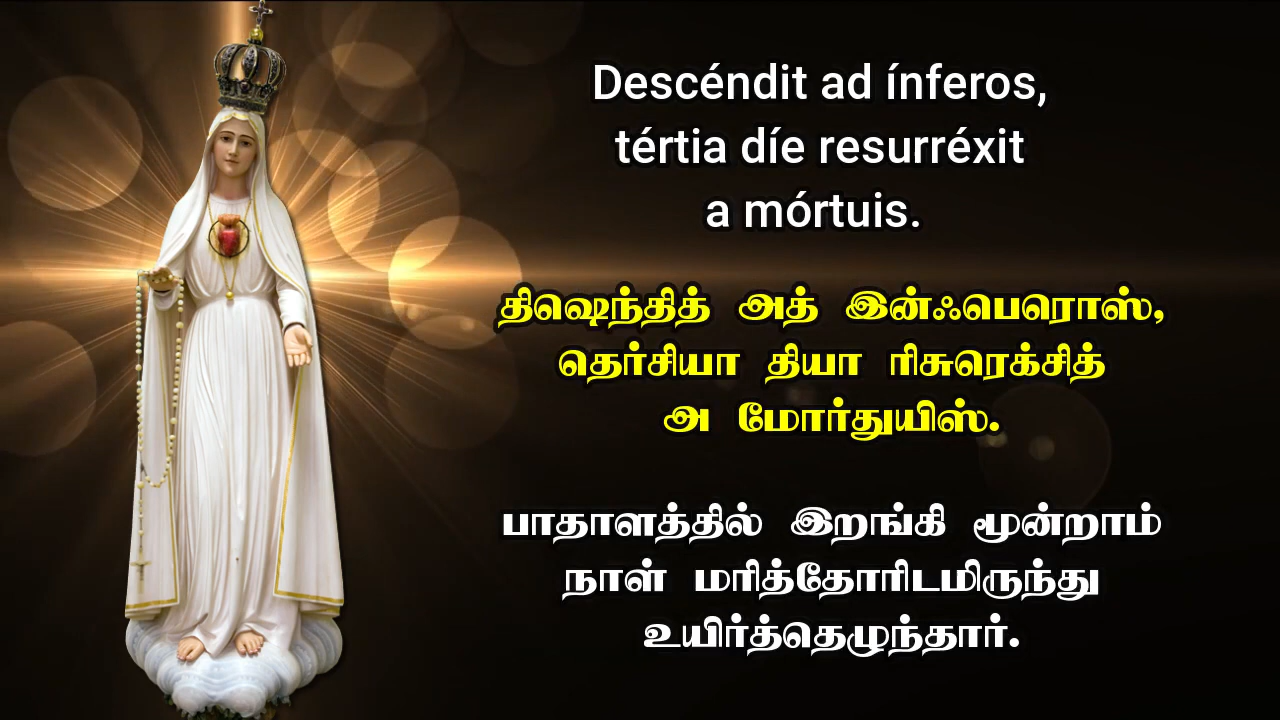 Descéndit ad ínferos,
tértia díe resurréxit
a mórtuis.
திஷெந்தித் அத் இன்ஃபெரொஸ்,
தெர்சியா தியா ரிசுரெக்சித்
அ மோர்துயிஸ்.
பாதாளத்தில் இறங்கி மூன்றாம்
நாள் மரித்தோரிடமிருந்து
உயிர்த்தெழுந்தார்.